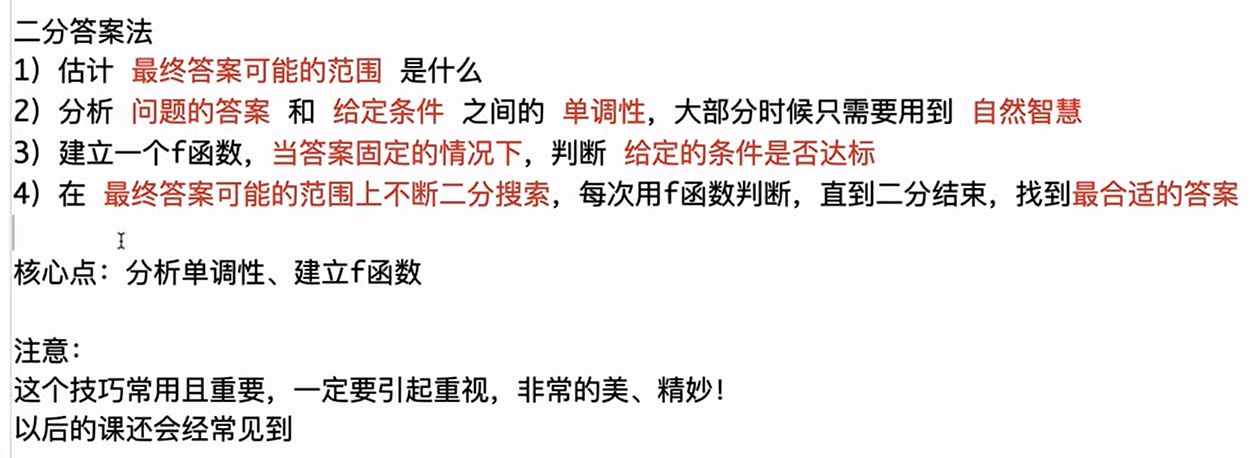 二分答案法
1) 估计 最终答案可能的范围 是什么
2) 分析 问题的答案 和 给定条件 之间的 单调性，大部分时候只需要用到 自然智慧
3) 建立一个f函数，当答案固定的情况下，判断 给定的条件是否达标
4) 在 最终答案可能的范围上不断二分搜索，每次用f函数判断，直到二分结束，找到最合适的答案
核心点：分析单调性、建立f函数
注意：
这个技巧常用且重要，一定要引起重视，非常的美、精妙！
以后的课还会经常见到